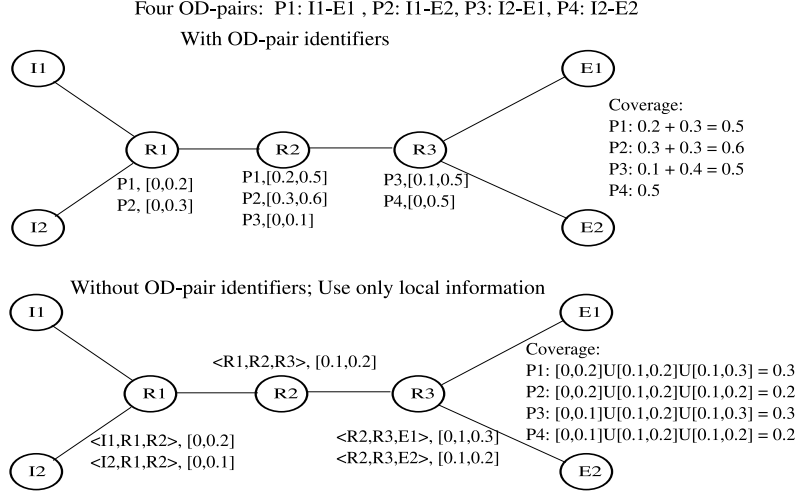 Four OD-pairs: P1: I1-E1 , P2: I1-E2, P3: I2-E1, P4: I2-E2
With OD-pair identifiers
I1
E1
R1
R2
R3
I2
E2
P1, [0,0.2]
P2, [0,0.3]
P1,[0.2,0.5]
P2,[0.3,0.6]
P3,[0,0.1]
P3,[0.1,0.5]
P4,[0,0.5]
Coverage:
P1: 0.2 + 0.3 = 0.5
P2: 0.3 + 0.3 = 0.6
P3: 0.1 + 0.4 = 0.5
P4: 0.5
Without OD-pair identifiers; Use only local information
I1
E1
<R1,R2,R3>, [0.1,0.2]
R1
R2
R3
I2
E2
<I1,R1,R2>, [0,0.2]
<I2,R1,R2>, [0,0.1]
<R2,R3,E1>, [0,1,0.3]
<R2,R3,E2>, [0.1,0.2]
Coverage:
P1: [0,0.2]U[0.1,0.2]U[0.1,0.3] = 0.3
P2: [0,0.2]U[0.1,0.2]U[0.1,0.2] = 0.2
P3: [0,0.1]U[0.1,0.2]U[0.1,0.3] = 0.3
P4: [0,0.1]U[0.1,0.2]U[0.1,0.2] = 0.2